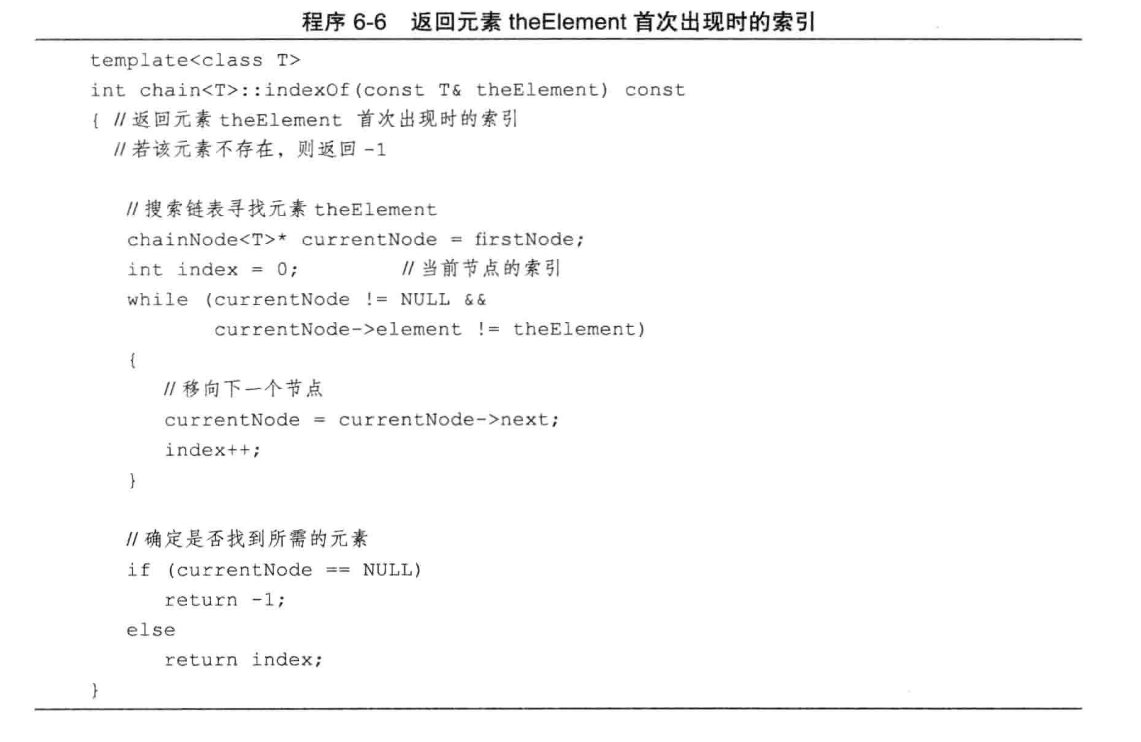 程序 6-6 返回元素 theElement 首次出现时的索引
template<class T>
int chain<T>::indexOf(const T& theElement) const
{ //返回元素 theElement 首次出现时的索引
//若该元素不存在，则返回 -1
//搜索链表寻找元素 theElement
chainNode<T>* currentNode = firstNode;
int index = 0; //当前节点的索引
while (currentNode != NULL &&
currentNode->element != theElement)
{
//移向下一个节点
currentNode = currentNode->next;
index++;
}
//确定是否找到所需的元素
if (currentNode == NULL)
return -1;
else
return index;
}